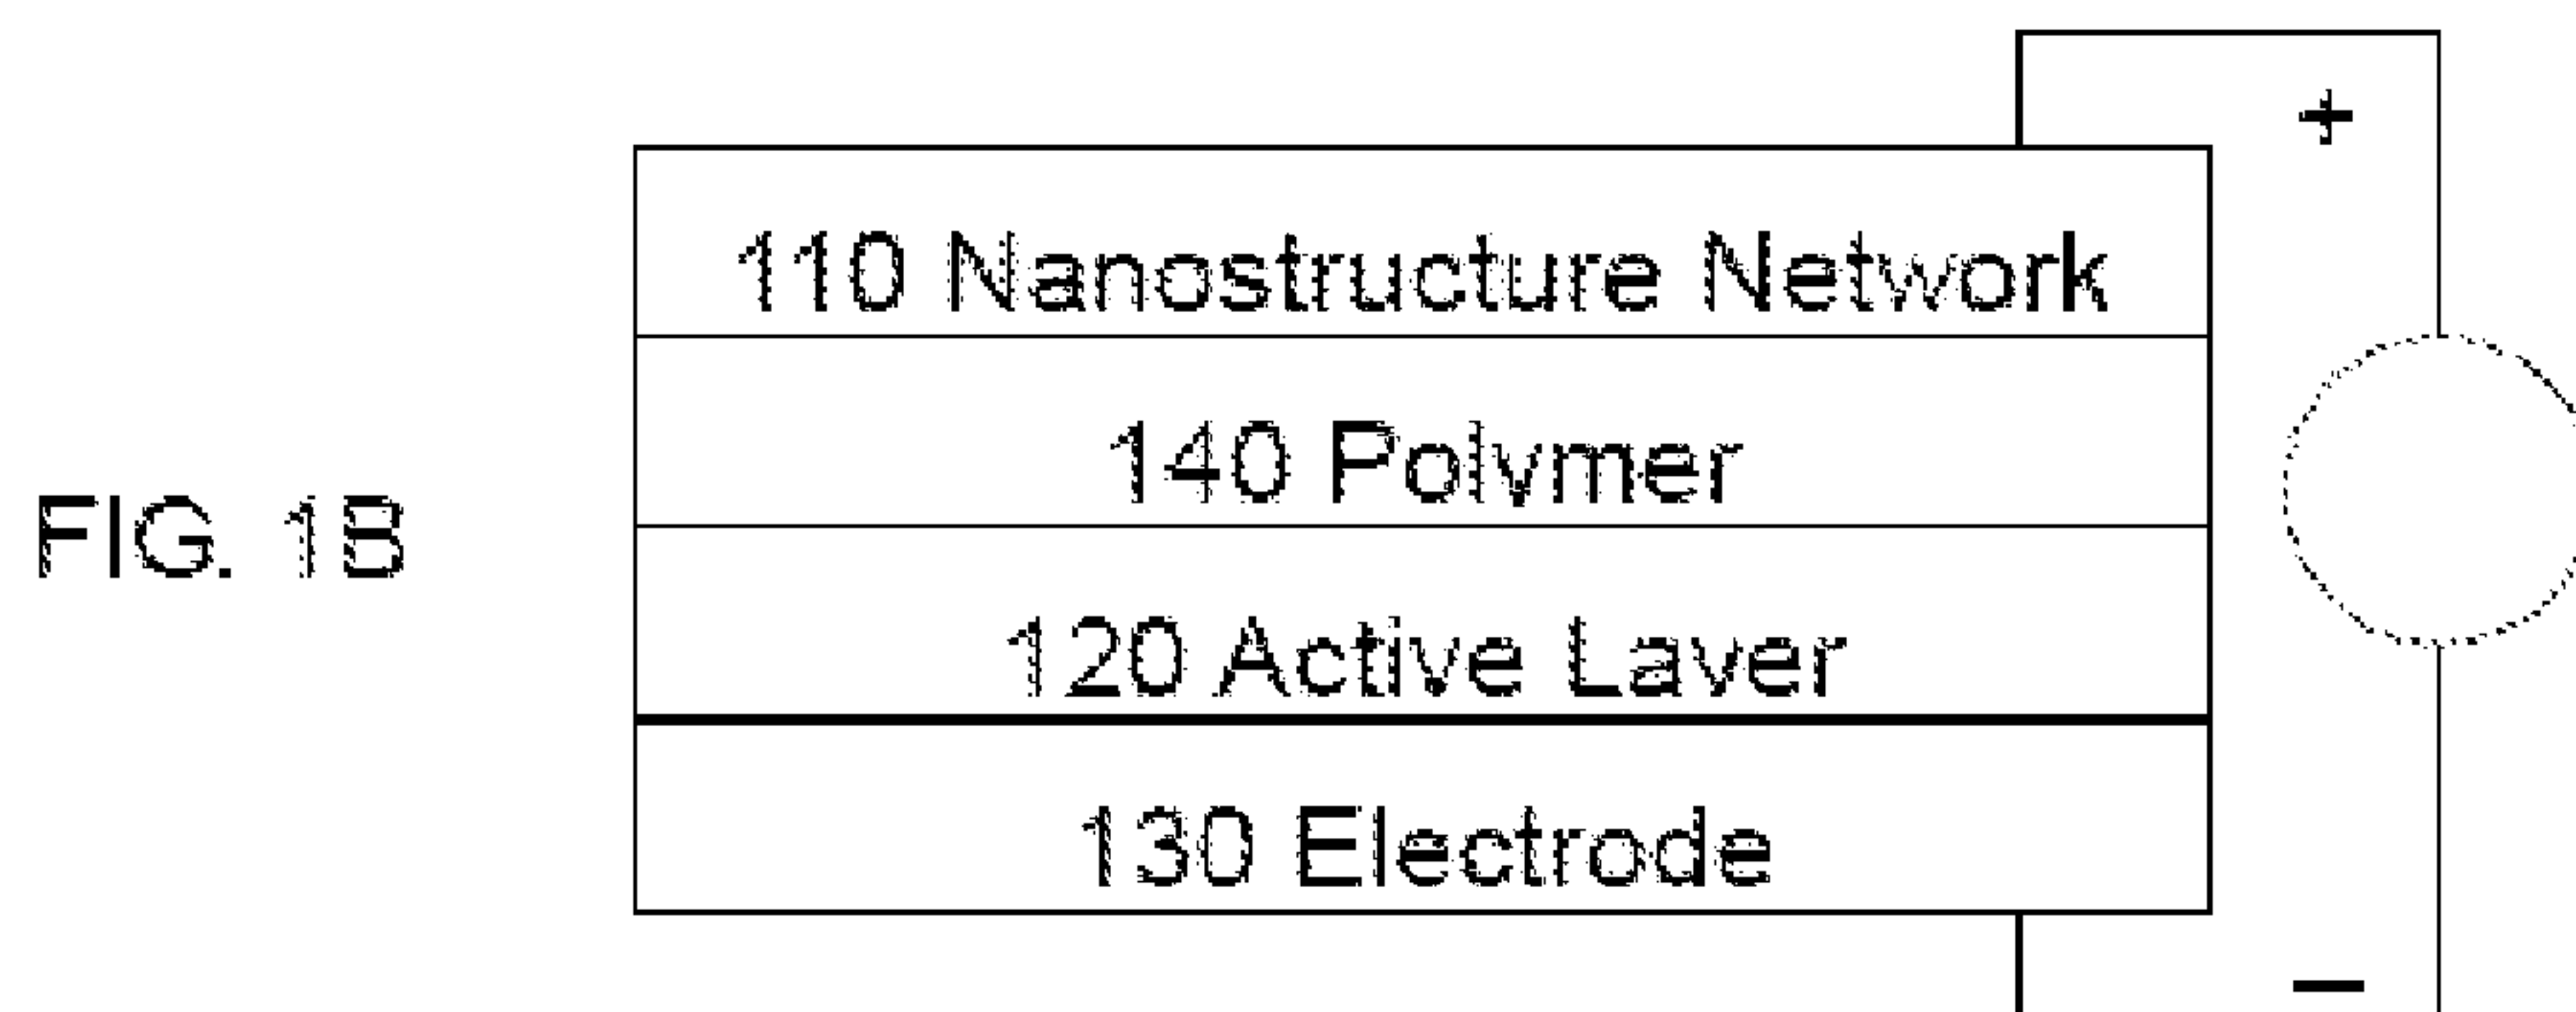 +
110 Nanostructure Network
140 Polymer
FIG. 1B
120 Active Layer
130 Electrode
−